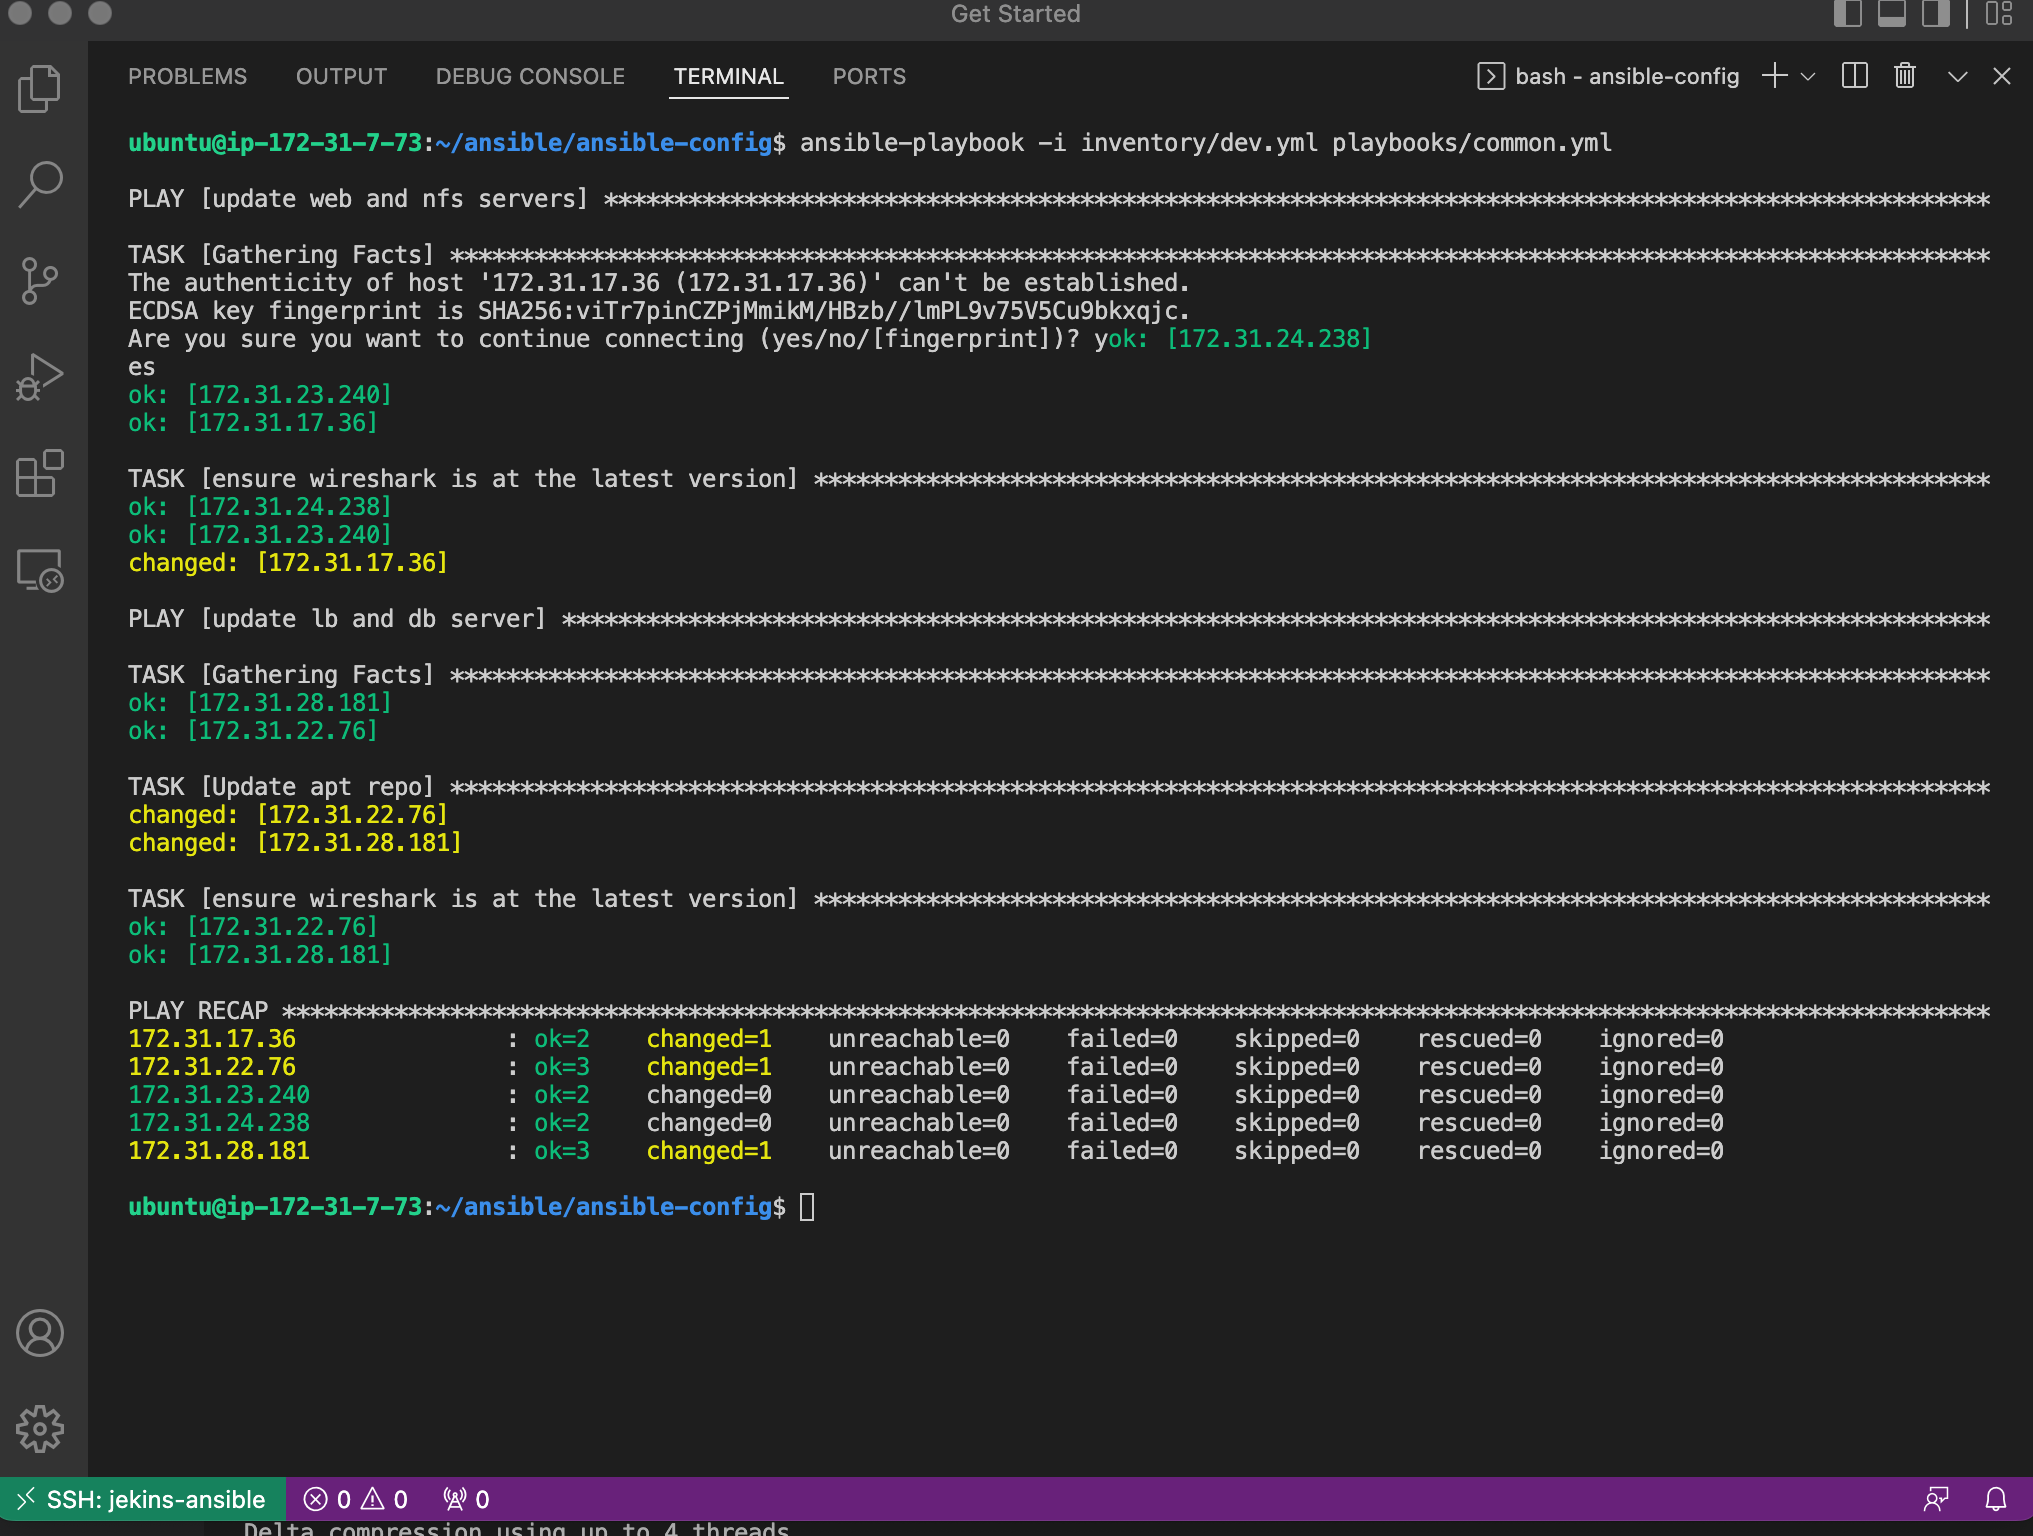 Get Started
PROBLEMS OUTPUT DEBUG CONSOLE TERMINAL PORTS bash - ansible-config
ubuntu@ip-172-31-7-73:~/ansible/ansible-config$ ansible-playbook -i inventory/dev.yml playbooks/common.yml
PLAY [update web and nfs servers] ***************************************************************************************************
TASK [Gathering Facts] **************************************************************************************************************
The authenticity of host '172.31.17.36 (172.31.17.36)' can't be established.
ECDSA key fingerprint is SHA256:viTr7pinCZPjMmikM/HBzb//lmPL9v75V5Cu9bkxqjc.
Are you sure you want to continue connecting (yes/no/[fingerprint])? yok: [172.31.24.238]
es
ok: [172.31.23.240]
ok: [172.31.17.36]
TASK [ensure wireshark is at the latest version] ************************************************************************************
ok: [172.31.24.238]
ok: [172.31.23.240]
changed: [172.31.17.36]
PLAY [update lb and db server] ******************************************************************************************************
TASK [Gathering Facts] **************************************************************************************************************
ok: [172.31.28.181]
ok: [172.31.22.76]
TASK [Update apt repo] **************************************************************************************************************
changed: [172.31.22.76]
changed: [172.31.28.181]
TASK [ensure wireshark is at the latest version] ************************************************************************************
ok: [172.31.22.76]
ok: [172.31.28.181]
PLAY RECAP **************************************************************************************************************************
172.31.17.36 : ok=2 changed=1 unreachable=0 failed=0 skipped=0 rescued=0 ignored=0
172.31.22.76 : ok=3 changed=1 unreachable=0 failed=0 skipped=0 rescued=0 ignored=0
172.31.23.240 : ok=2 changed=0 unreachable=0 failed=0 skipped=0 rescued=0 ignored=0
172.31.24.238 : ok=2 changed=0 unreachable=0 failed=0 skipped=0 rescued=0 ignored=0
172.31.28.181 : ok=3 changed=1 unreachable=0 failed=0 skipped=0 rescued=0 ignored=0
ubuntu@ip-172-31-7-73:~/ansible/ansible-config$
SSH: jekins-ansible 0 0 0
Delta compression using up to 4 threads